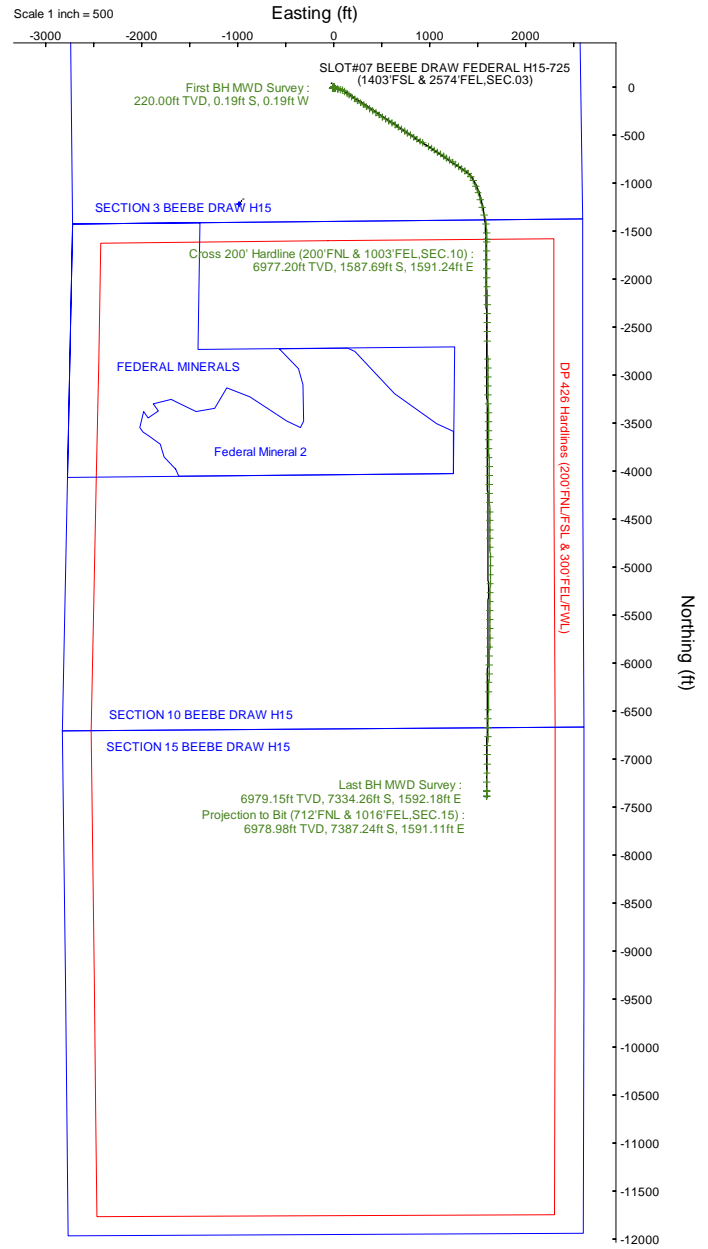 Scale 1 inch = 500
Easting (ft)
-3000 -2000 -1000 0 1000 2000
SLOT#07 BEEBE DRAW FEDERAL H15-725
(1403'FSL & 2574'FEL,SEC.03)
First BH MWD Survey :
220.00ft TVD, 0.19ft S, 0.19ft W
0
-500
-1000
SECTION 3 BEEBE DRAW H15
-1500
Cross 200' Hardline (200'FNL & 1003'FEL,SEC.10) :
6977.20ft TVD, 1587.69ft S, 1591.24ft E
-2000
-2500
FEDERAL MINERALS
-3000
-3500
Federal Mineral 2
-4000
DP 426 Hardlines (200'FNL/FSL & 300'FEL/FWL)
-4500
-5000
-5500
Northing (ft)
-6000
-6500
SECTION 10 BEEBE DRAW H15
SECTION 15 BEEBE DRAW H15
-7000
Last BH MWD Survey :
6979.15ft TVD, 7334.26ft S, 1592.18ft E
-7500
Projection to Bit (712'FNL & 1016'FEL,SEC.15) :
6978.98ft TVD, 7387.24ft S, 1591.11ft E
-8000
-8500
-9000
-9500
-10000
-10500
-11000
-11500
-12000